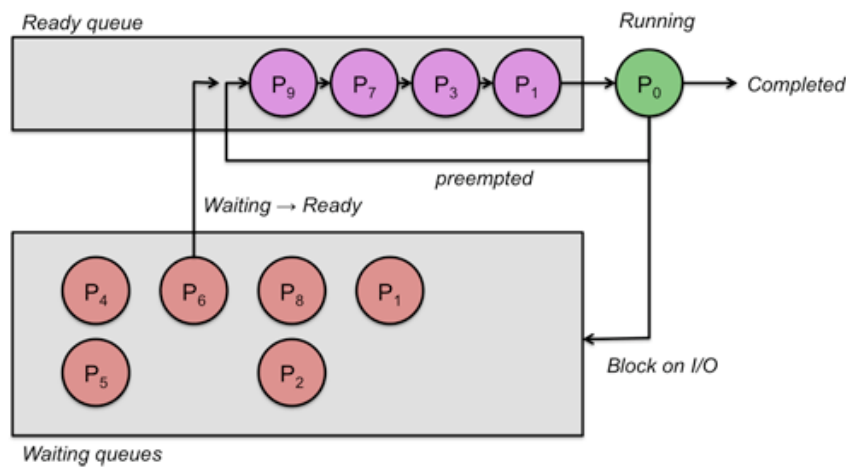 Ready queue
Running
P9
P7
P3
P1
P0
Completed
preempted
Waiting → Ready
P4
P6
P8
P1
P5
P2
Block on I/O
Waiting queues